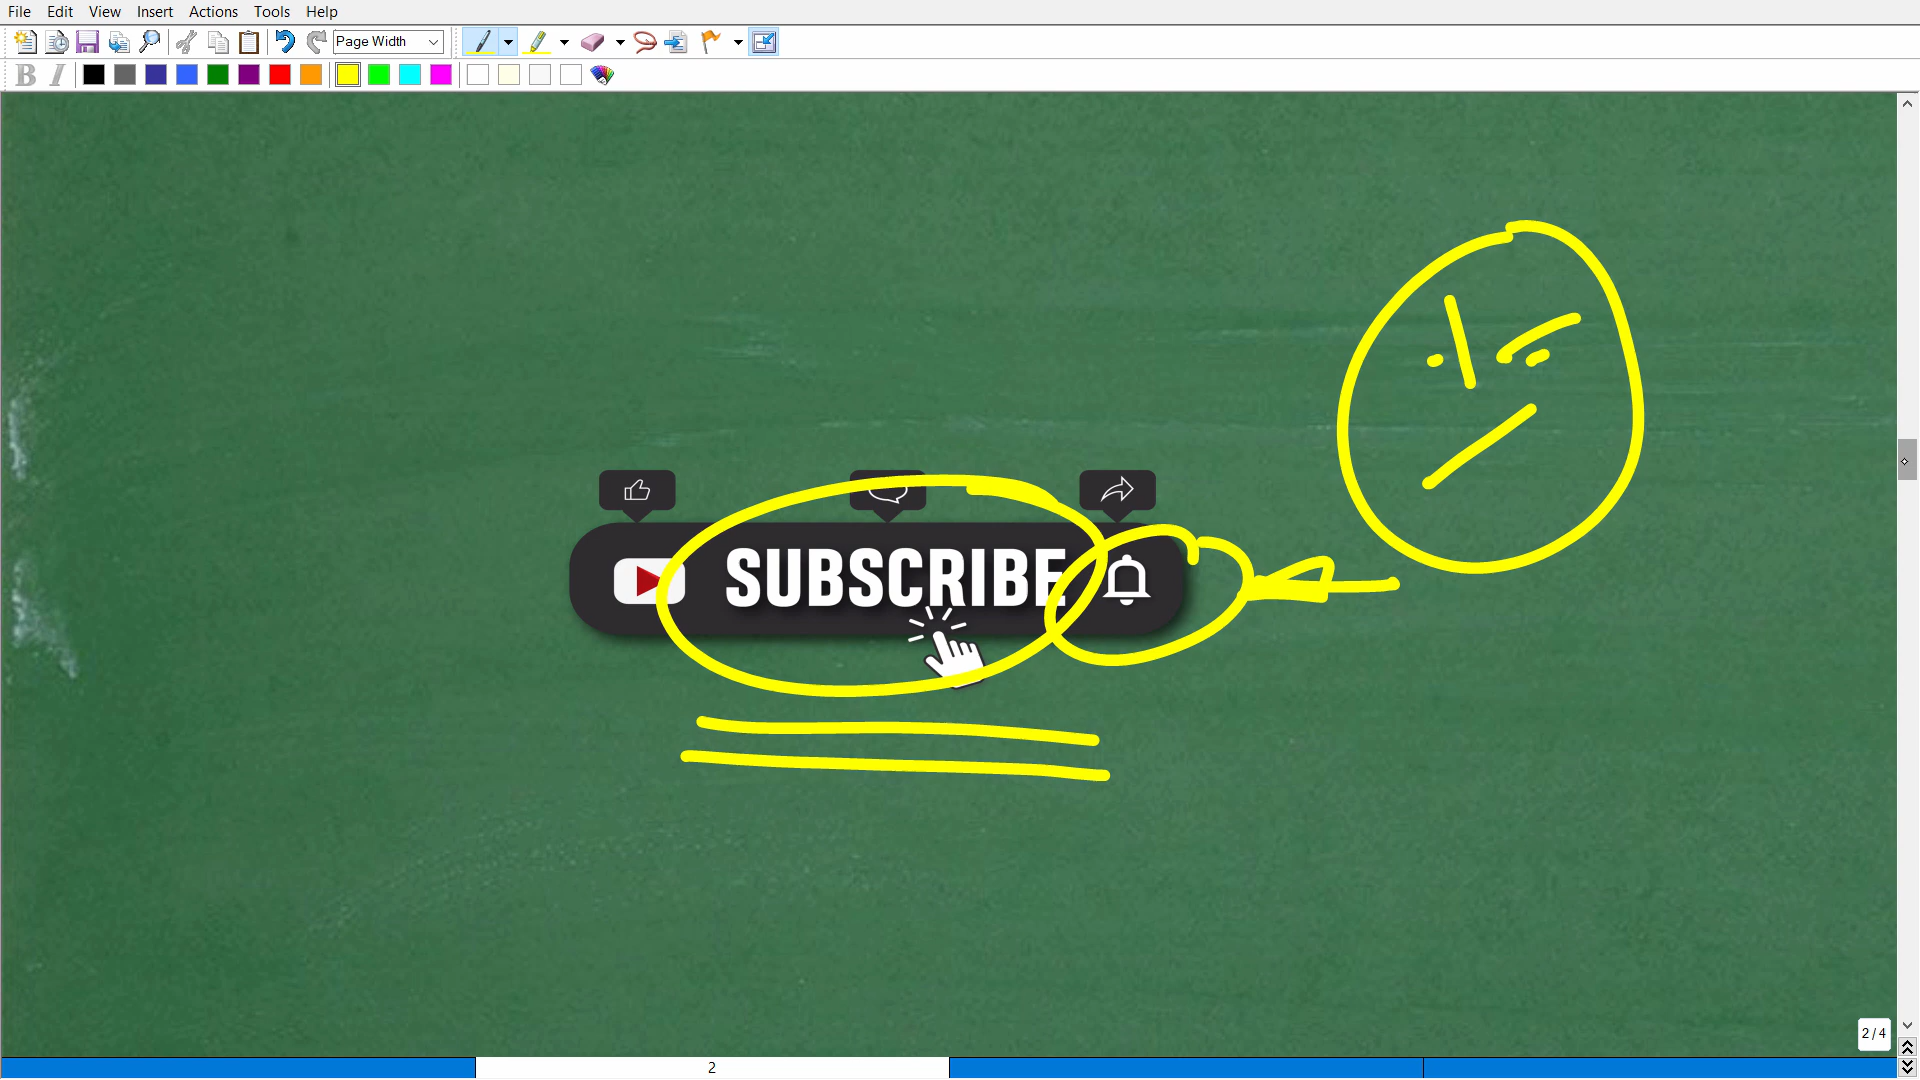 File Edit View Insert Actions Tools Help
Page Width
B I
SUBSCRIBE
2 / 4
2